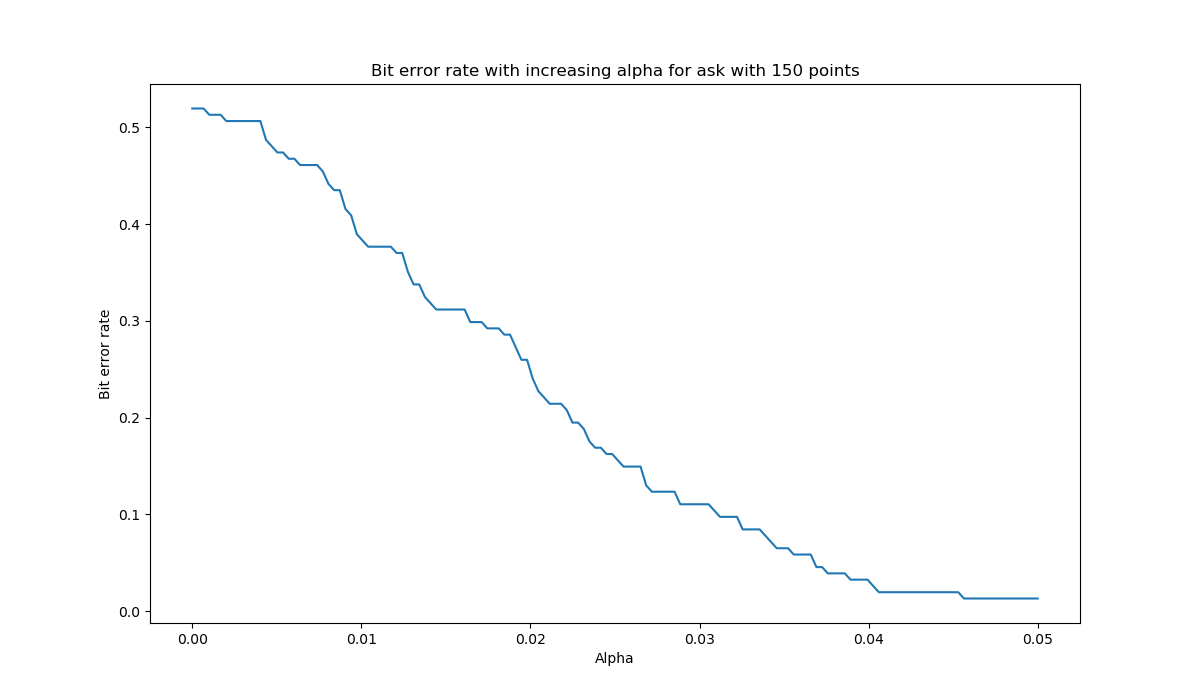 Bit error rate with increasing alpha for ask with 150 points
0.5
0.4
0.3
0.2
0.1
0.0
Bit error rate
0.00 0.01 0.02 0.03 0.04 0.05
Alpha